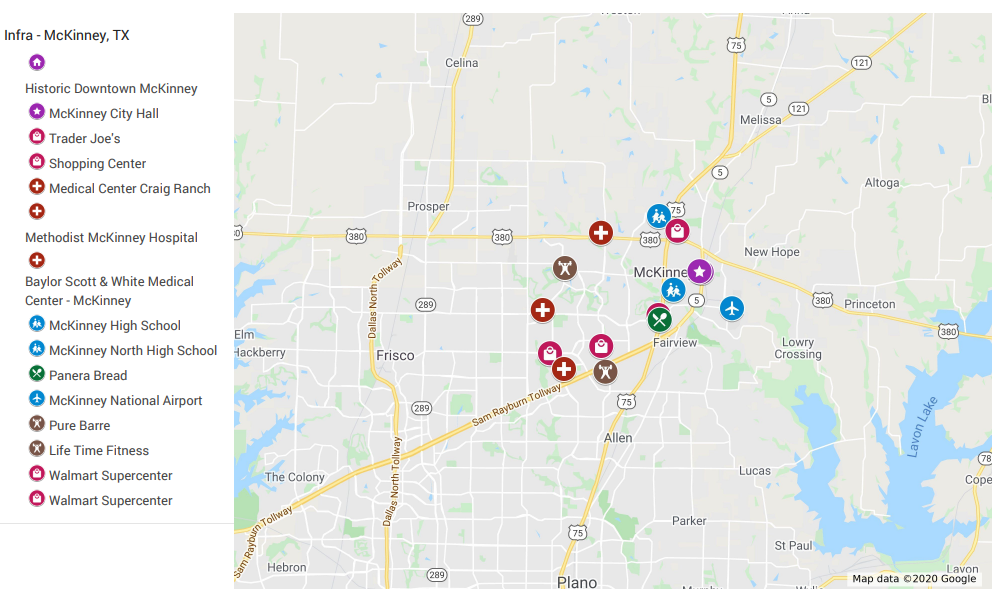 Infra - McKinney, TX
Historic Downtown McKinney
McKinney City Hall
Trader Joe's
Shopping Center
Medical Center Craig Ranch
Methodist McKinney Hospital
Baylor Scott & White Medical
Center - McKinney
McKinney High School
McKinney North High School
Panera Bread
McKinney National Airport
Pure Barre
Life Time Fitness
Walmart Supercenter
Walmart Supercenter
289
Celina
75
121
5
121
Melissa
5
Altoga
Prosper
75
380
380
380
New Hope
McKinne
Dallas North Tollway
289
5
380
Princeton
380
Elm
Hackberry
Frisco
Fairview
Lowry
Crossing
Sam Rayburn Tollway
289
75
Allen
Lavon Lake
Dallas North Tollway
The Colony
Lucas
78
Cope
Sam Rayburn Tollway
Parker
75
St Paul
Hebron
289
Plano
Lavon
Map data ©2020 Google